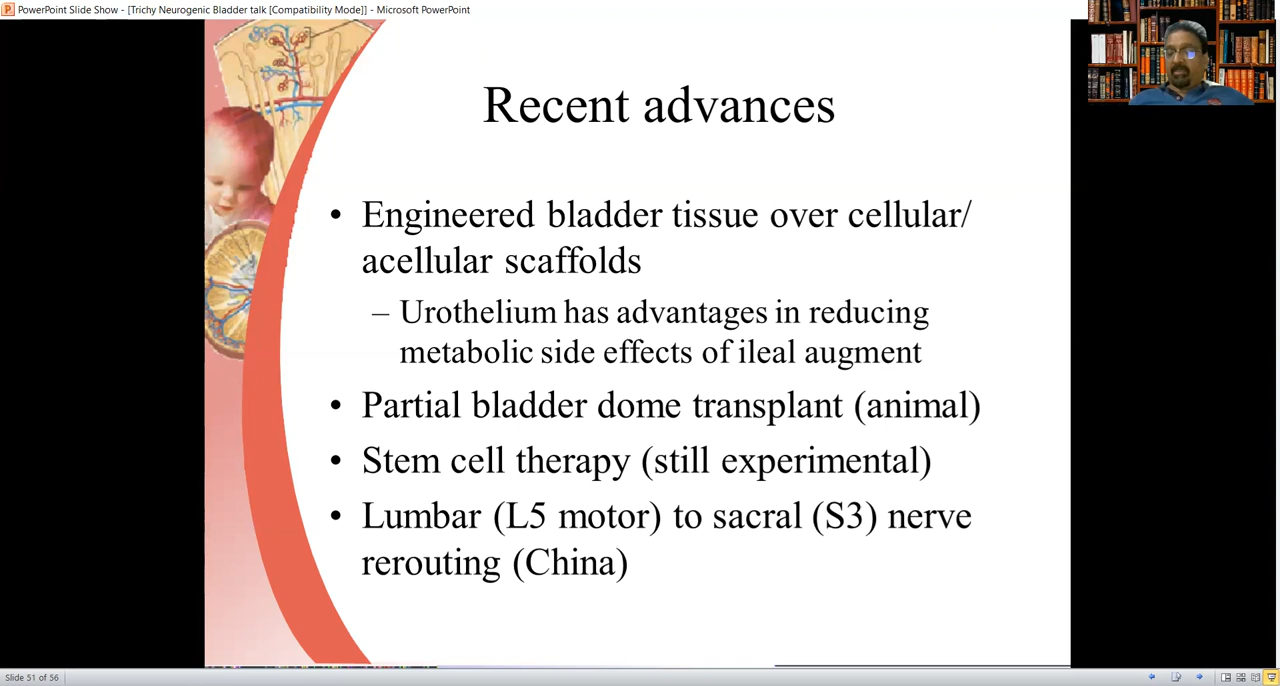 PowerPoint Slide Show - [Trichy Neurogenic Bladder talk [Compatibility Mode]] - Microsoft PowerPoint
Recent advances
• Engineered bladder tissue over cellular/
acellular scaffolds
– Urothelium has advantages in reducing
metabolic side effects of ileal augment
• Partial bladder dome transplant (animal)
• Stem cell therapy (still experimental)
• Lumbar (L5 motor) to sacral (S3) nerve
rerouting (China)
Slide 51 of 56